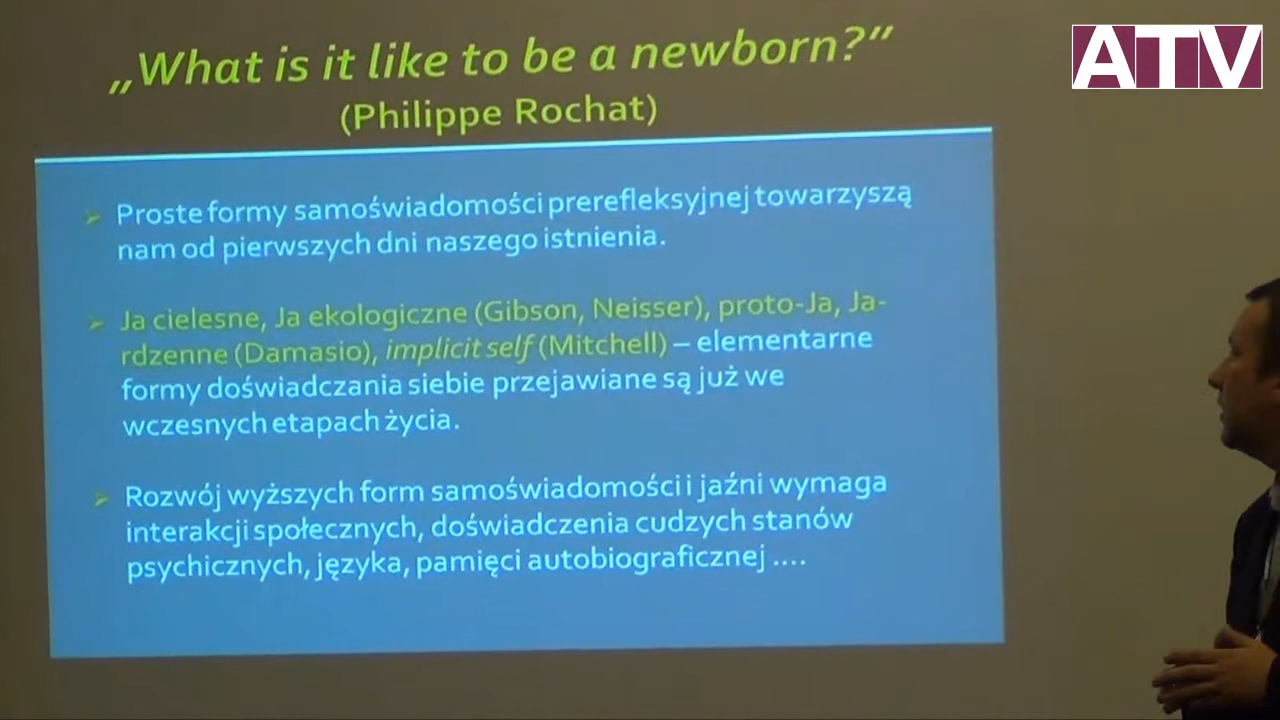 „What is it like to be a newborn?”
(Philippe Rochat)
ATV
Proste formy samoświadomości prerefleksyjnej towarzyszą
nam od pierwszych dni naszego istnienia.
Ja cielesne, Ja ekologiczne (Gibson, Neisser), proto-Ja, Ja-
rdzenne (Damasio), implicit self (Mitchell) – elementarne
formy doświadczania siebie przejawiane są już we
wczesnych etapach życia.
Rozwój wyższych form samoświadomości i jaźni wymaga
interakcji społecznych, doświadczenia cudzych stanów
psychicznych, języka, pamięci autobiograficznej ....